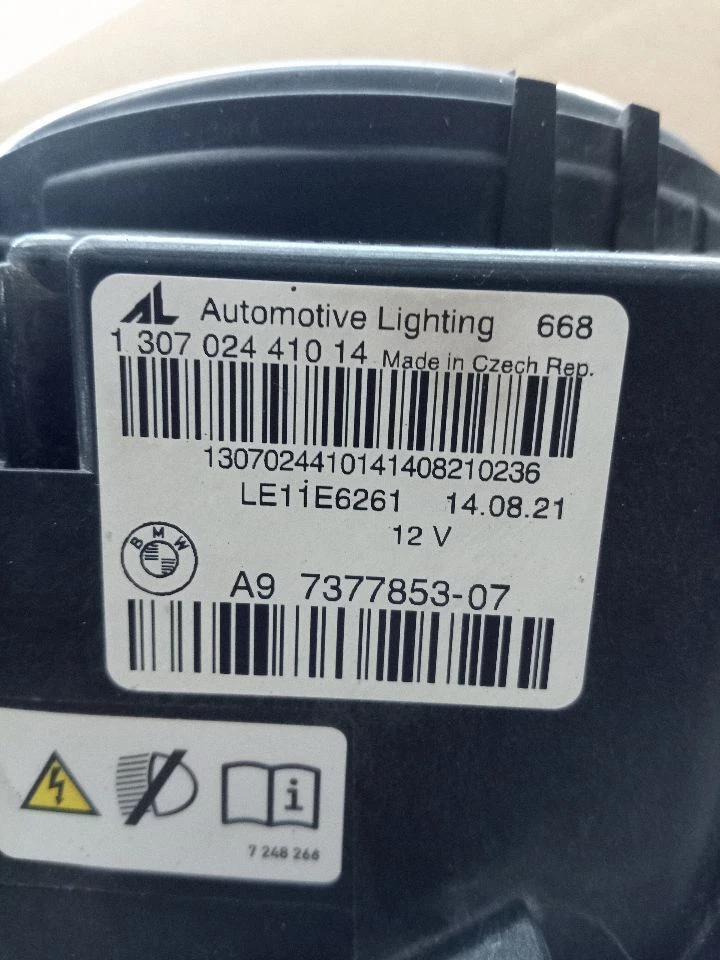 AL Automotive Lighting 668
1 307 024 410 14 Made in Czech Rep.
1307024410141408210236
LE11E6261 14.08.21
12 V
BMW
A9 7377853-07
i
7 248 266